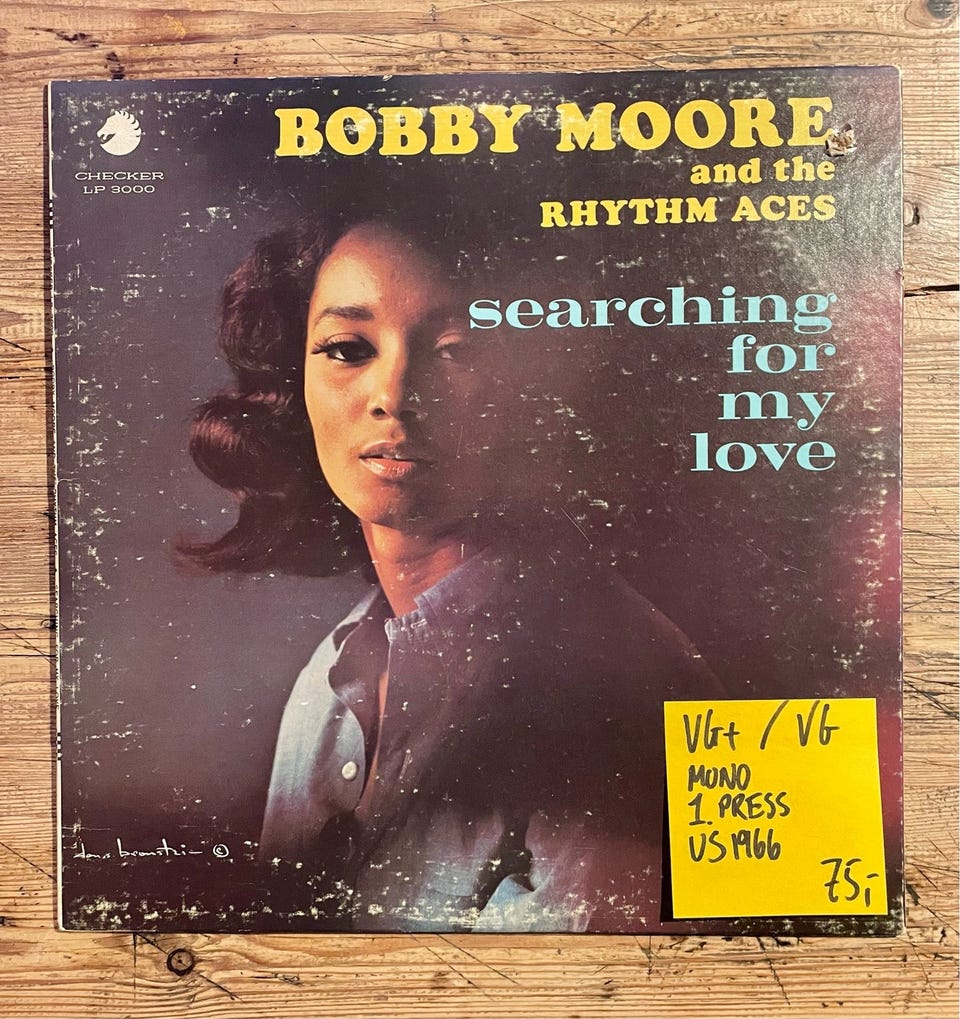 BOBBY MOORE
and the
RHYTHM ACES
CHECKER
LP 3000
searching
for
my
love
VG+ / VG
MONO
1. PRESS
US 1966
75,-
©